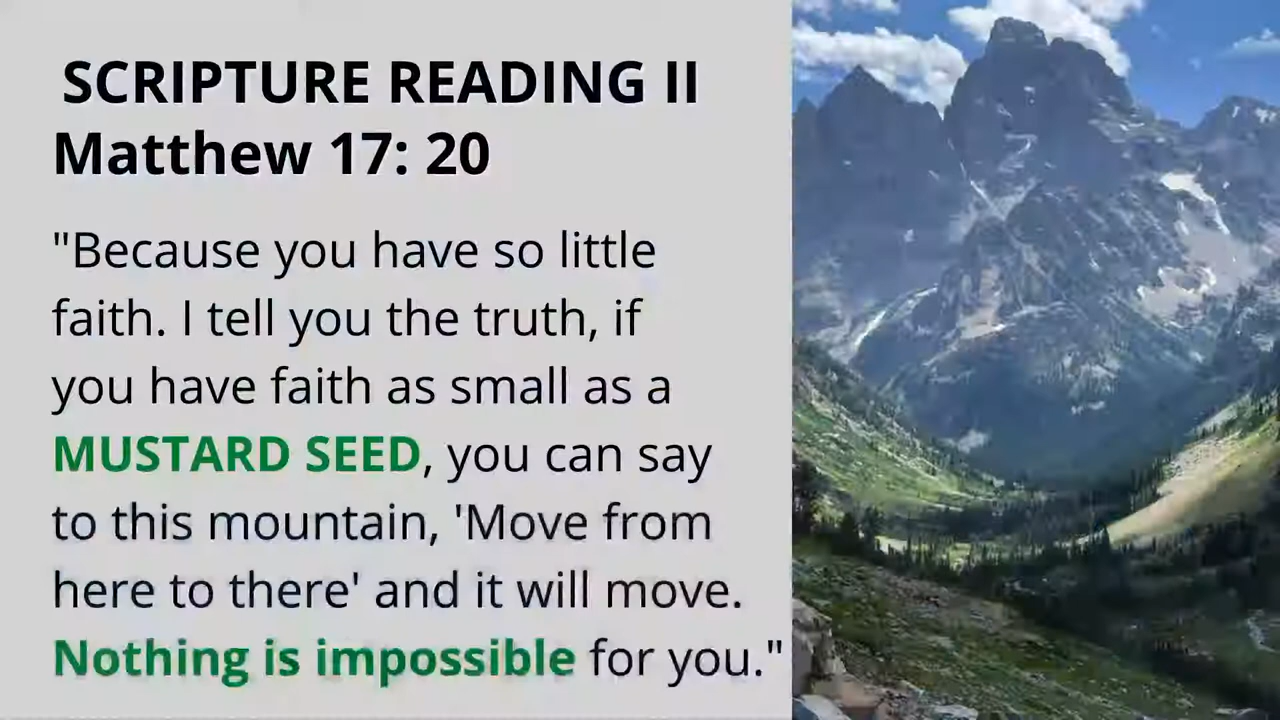 SCRIPTURE READING II
Matthew 17: 20
"Because you have so little
faith. I tell you the truth, if
you have faith as small as a
MUSTARD SEED, you can say
to this mountain, 'Move from
here to there' and it will move.
Nothing is impossible for you."